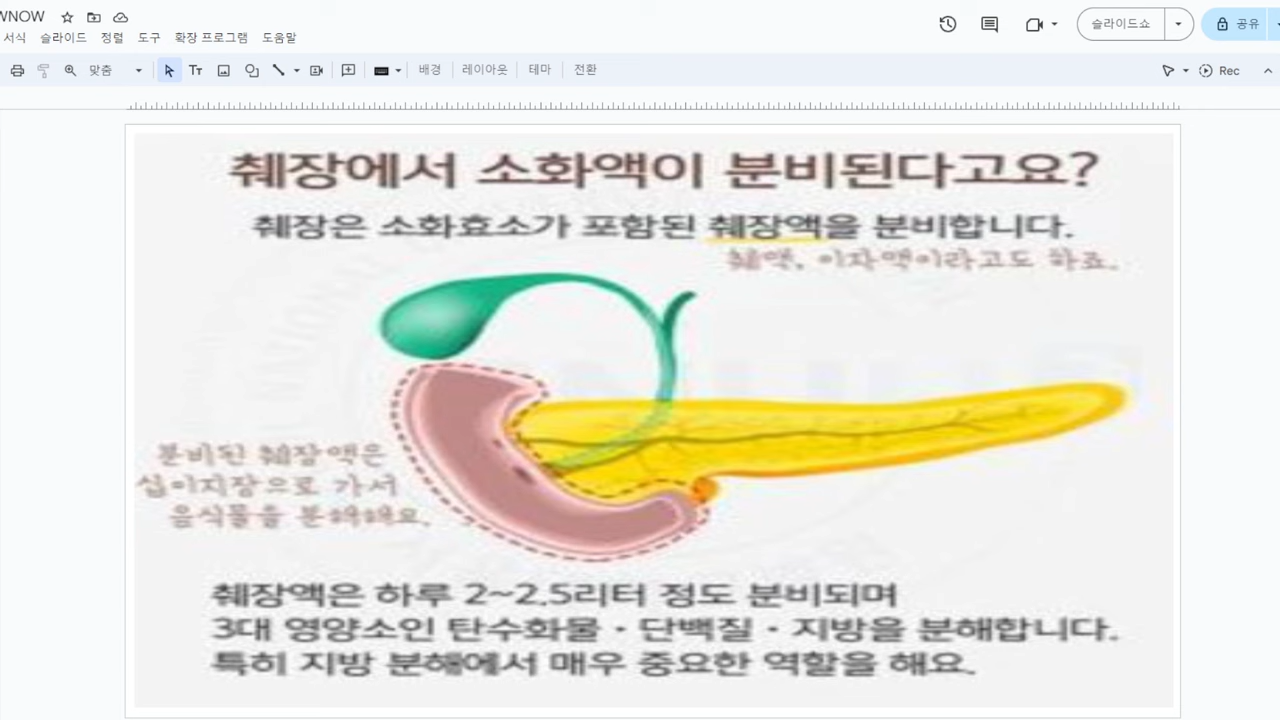 WNOW
서식 슬라이드 정렬 도구 확장 프로그램 도움말
슬라이드쇼
공유
맞춤
배경 레이아웃 테마 전환
Rec
췌장에서 소화액이 분비된다고요?
췌장은 소화효소가 포함된 췌장액을 분비합니다.
췌액, 이자액이라고도 하죠.
분비된 췌장액은
십이지장으로 가서
음식물을 분해해요.
췌장액은 하루 2~2.5리터 정도 분비되며
3대 영양소인 탄수화물·단백질·지방을 분해합니다.
특히 지방 분해에서 매우 중요한 역할을 해요.